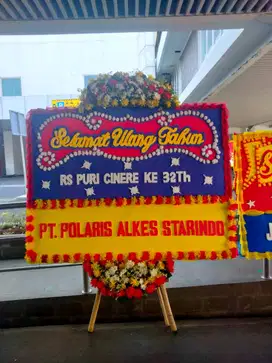 Selamat Ulang Tahun
RS PURI CINERE KE 32Th
PT. POLARIS ALKES STARINDO